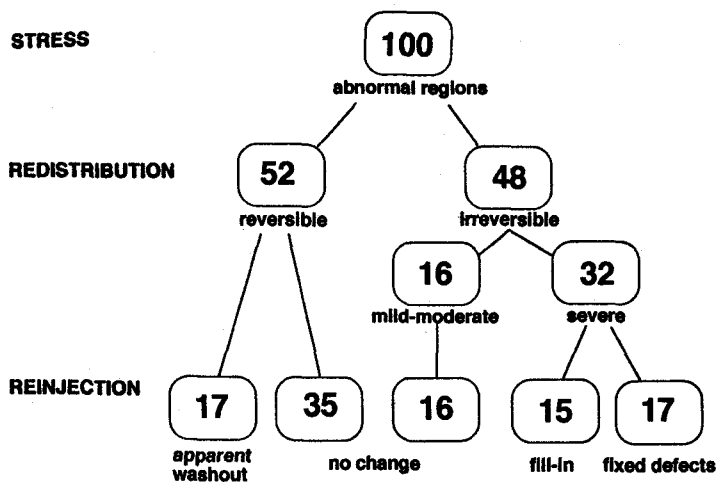 STRESS
100
abnormal regions
REDISTRIBUTION
52
48
reversible
irreversible
16
32
mild-moderate
severe
REINJECTION
17
35
16
15
17
apparent
washout
no change
fill-in
fixed defects